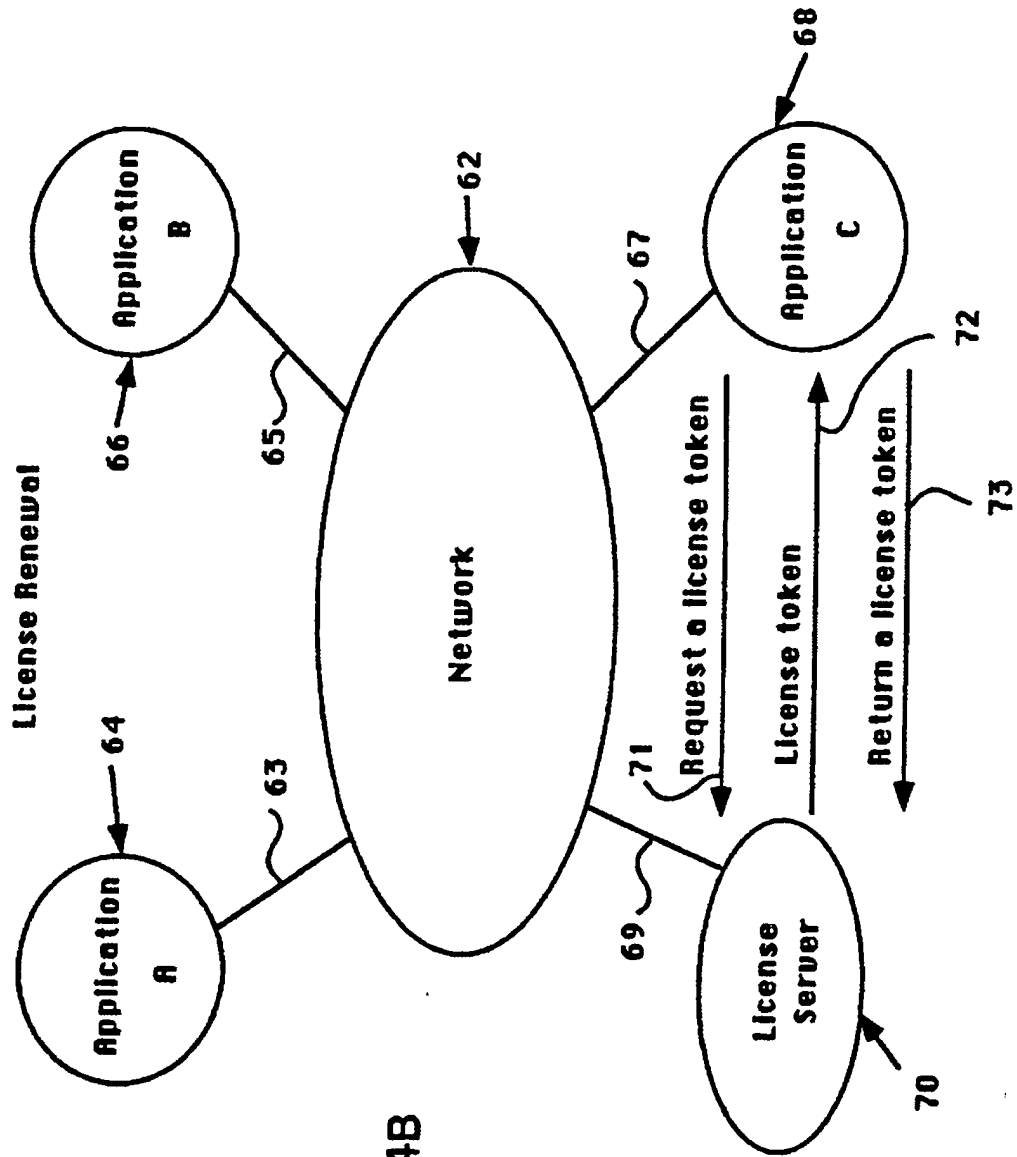 License Renewal
64
66
Application
A
Application
B
63
65
62
Network
69
67
71
Request a license token
68
License
Server
License token
Application
C
Return a license token
70
73
72
4B